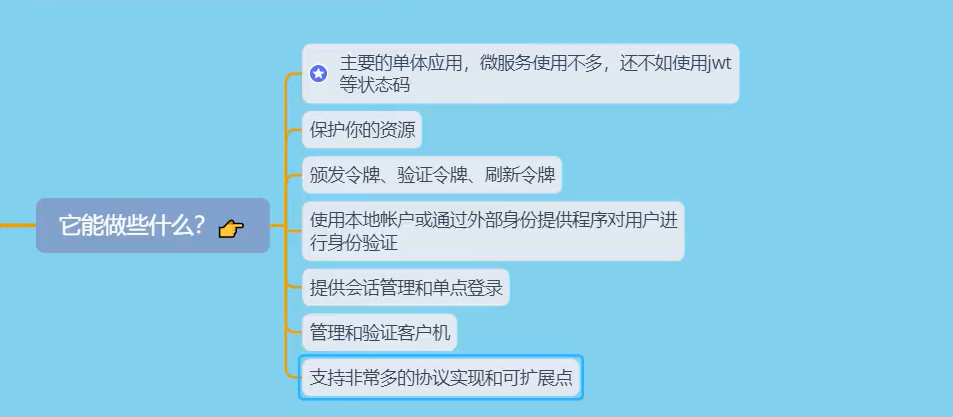 主要的单体应用，微服务使用不多，还不如使用jwt
等状态码
保护你的资源
颁发令牌、验证令牌、刷新令牌
它能做些什么？
使用本地帐户或通过外部身份提供程序对用户进
行身份验证
提供会话管理和单点登录
管理和验证客户机
支持非常多的协议实现和可扩展点